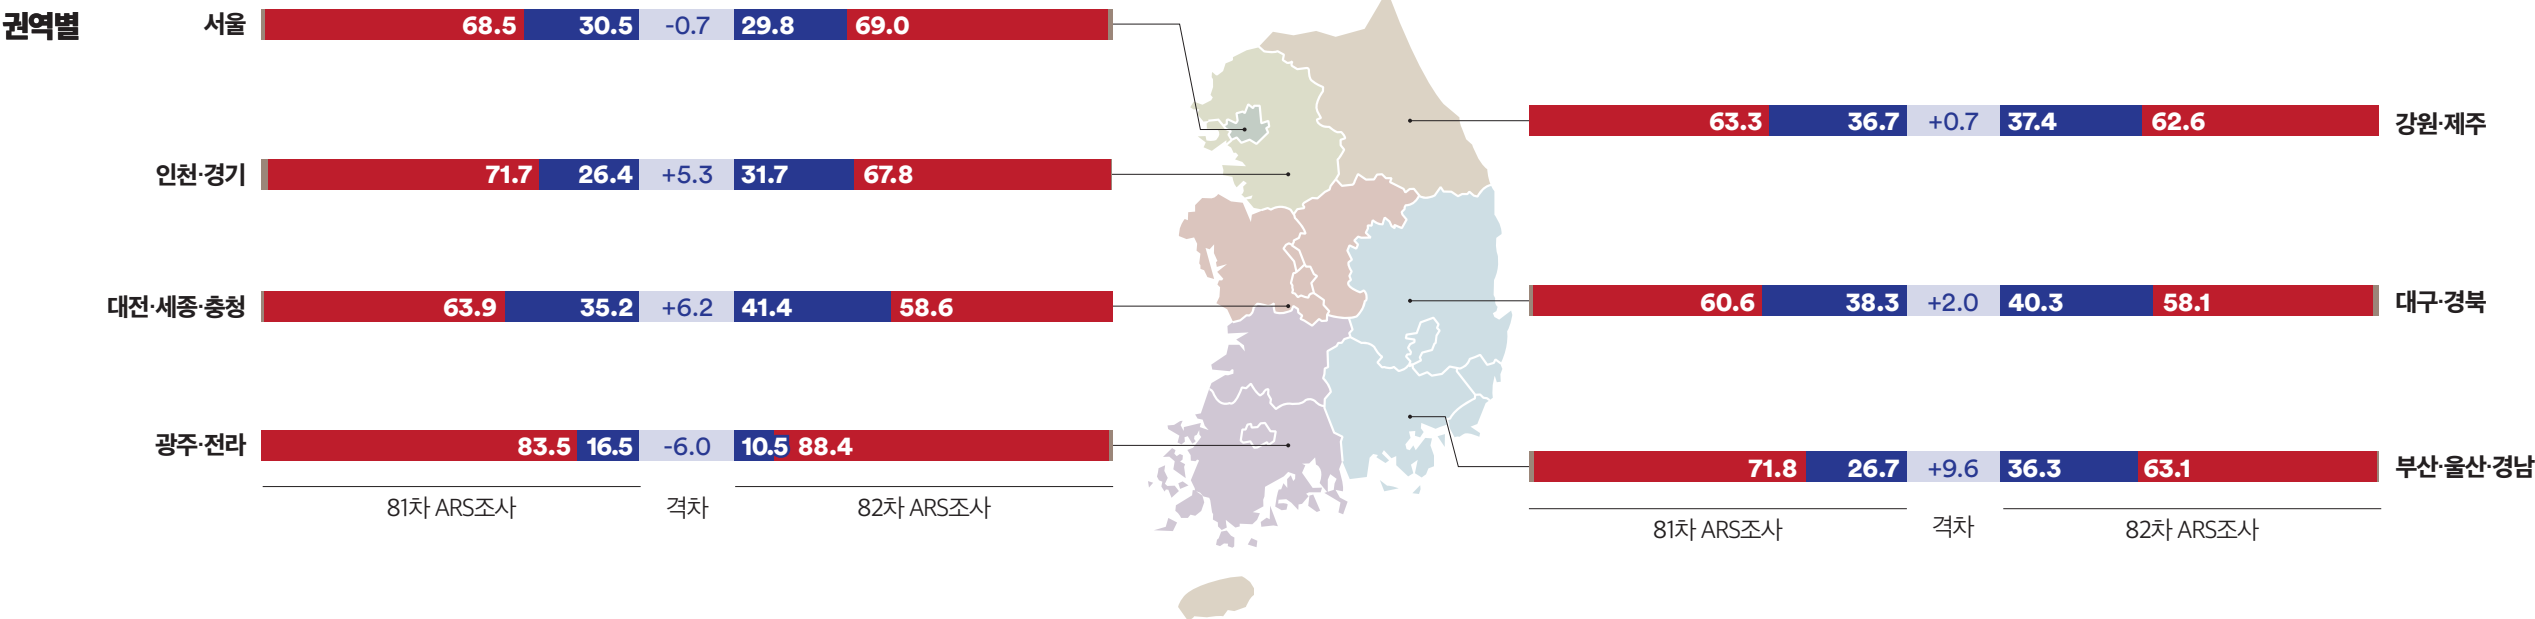 권역별
서울 68.5 30.5 -0.7 29.8 69.0
인천·경기 71.7 26.4 +5.3 31.7 67.8
대전·세종·충청 63.9 35.2 +6.2 41.4 58.6
광주·전라 83.5 16.5 -6.0 10.5 88.4
81차 ARS조사 격차 82차 ARS조사
63.3 36.7 +0.7 37.4 62.6 강원·제주
60.6 38.3 +2.0 40.3 58.1 대구·경북
71.8 26.7 +9.6 36.3 63.1 부산·울산·경남
81차 ARS조사 격차 82차 ARS조사